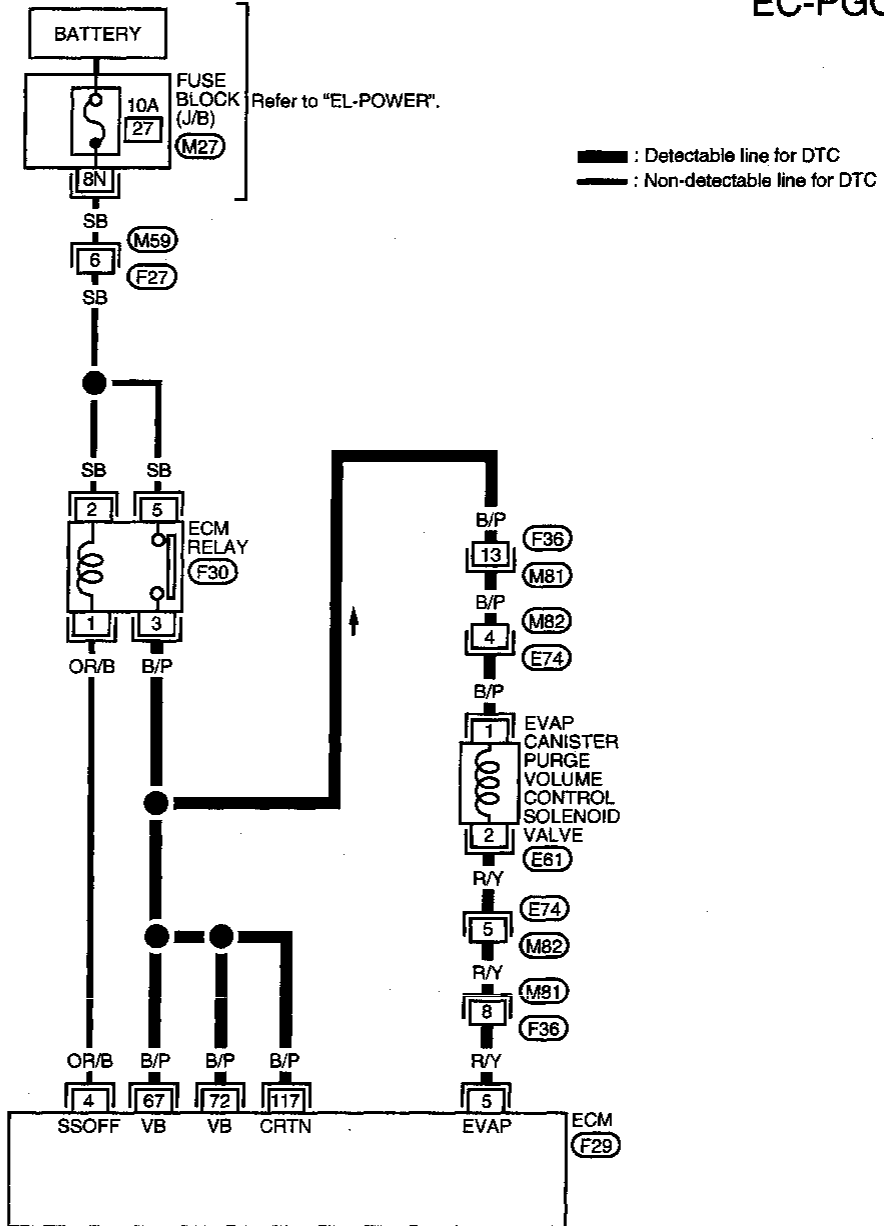 EC-PGC
BATTERY
FUSE
BLOCK
(J/B)
10A
27
M27
Refer to "EL-POWER".
: Detectable line for DTC
: Non-detectable line for DTC
8N
SB
M59
6
F27
SB
SB
SB
2
5
ECM
RELAY
F30
1
3
OR/B
B/P
B/P
F36
13
M81
B/P
M82
4
E74
B/P
1
EVAP
CANISTER
PURGE
VOLUME
CONTROL
SOLENOID
VALVE
2
E61
R/Y
E74
5
M82
R/Y
M81
8
F36
OR/B
B/P
B/P
B/P
R/Y
4
67
72
117
5
SSOFF
VB
VB
CRTN
EVAP
ECM
F29